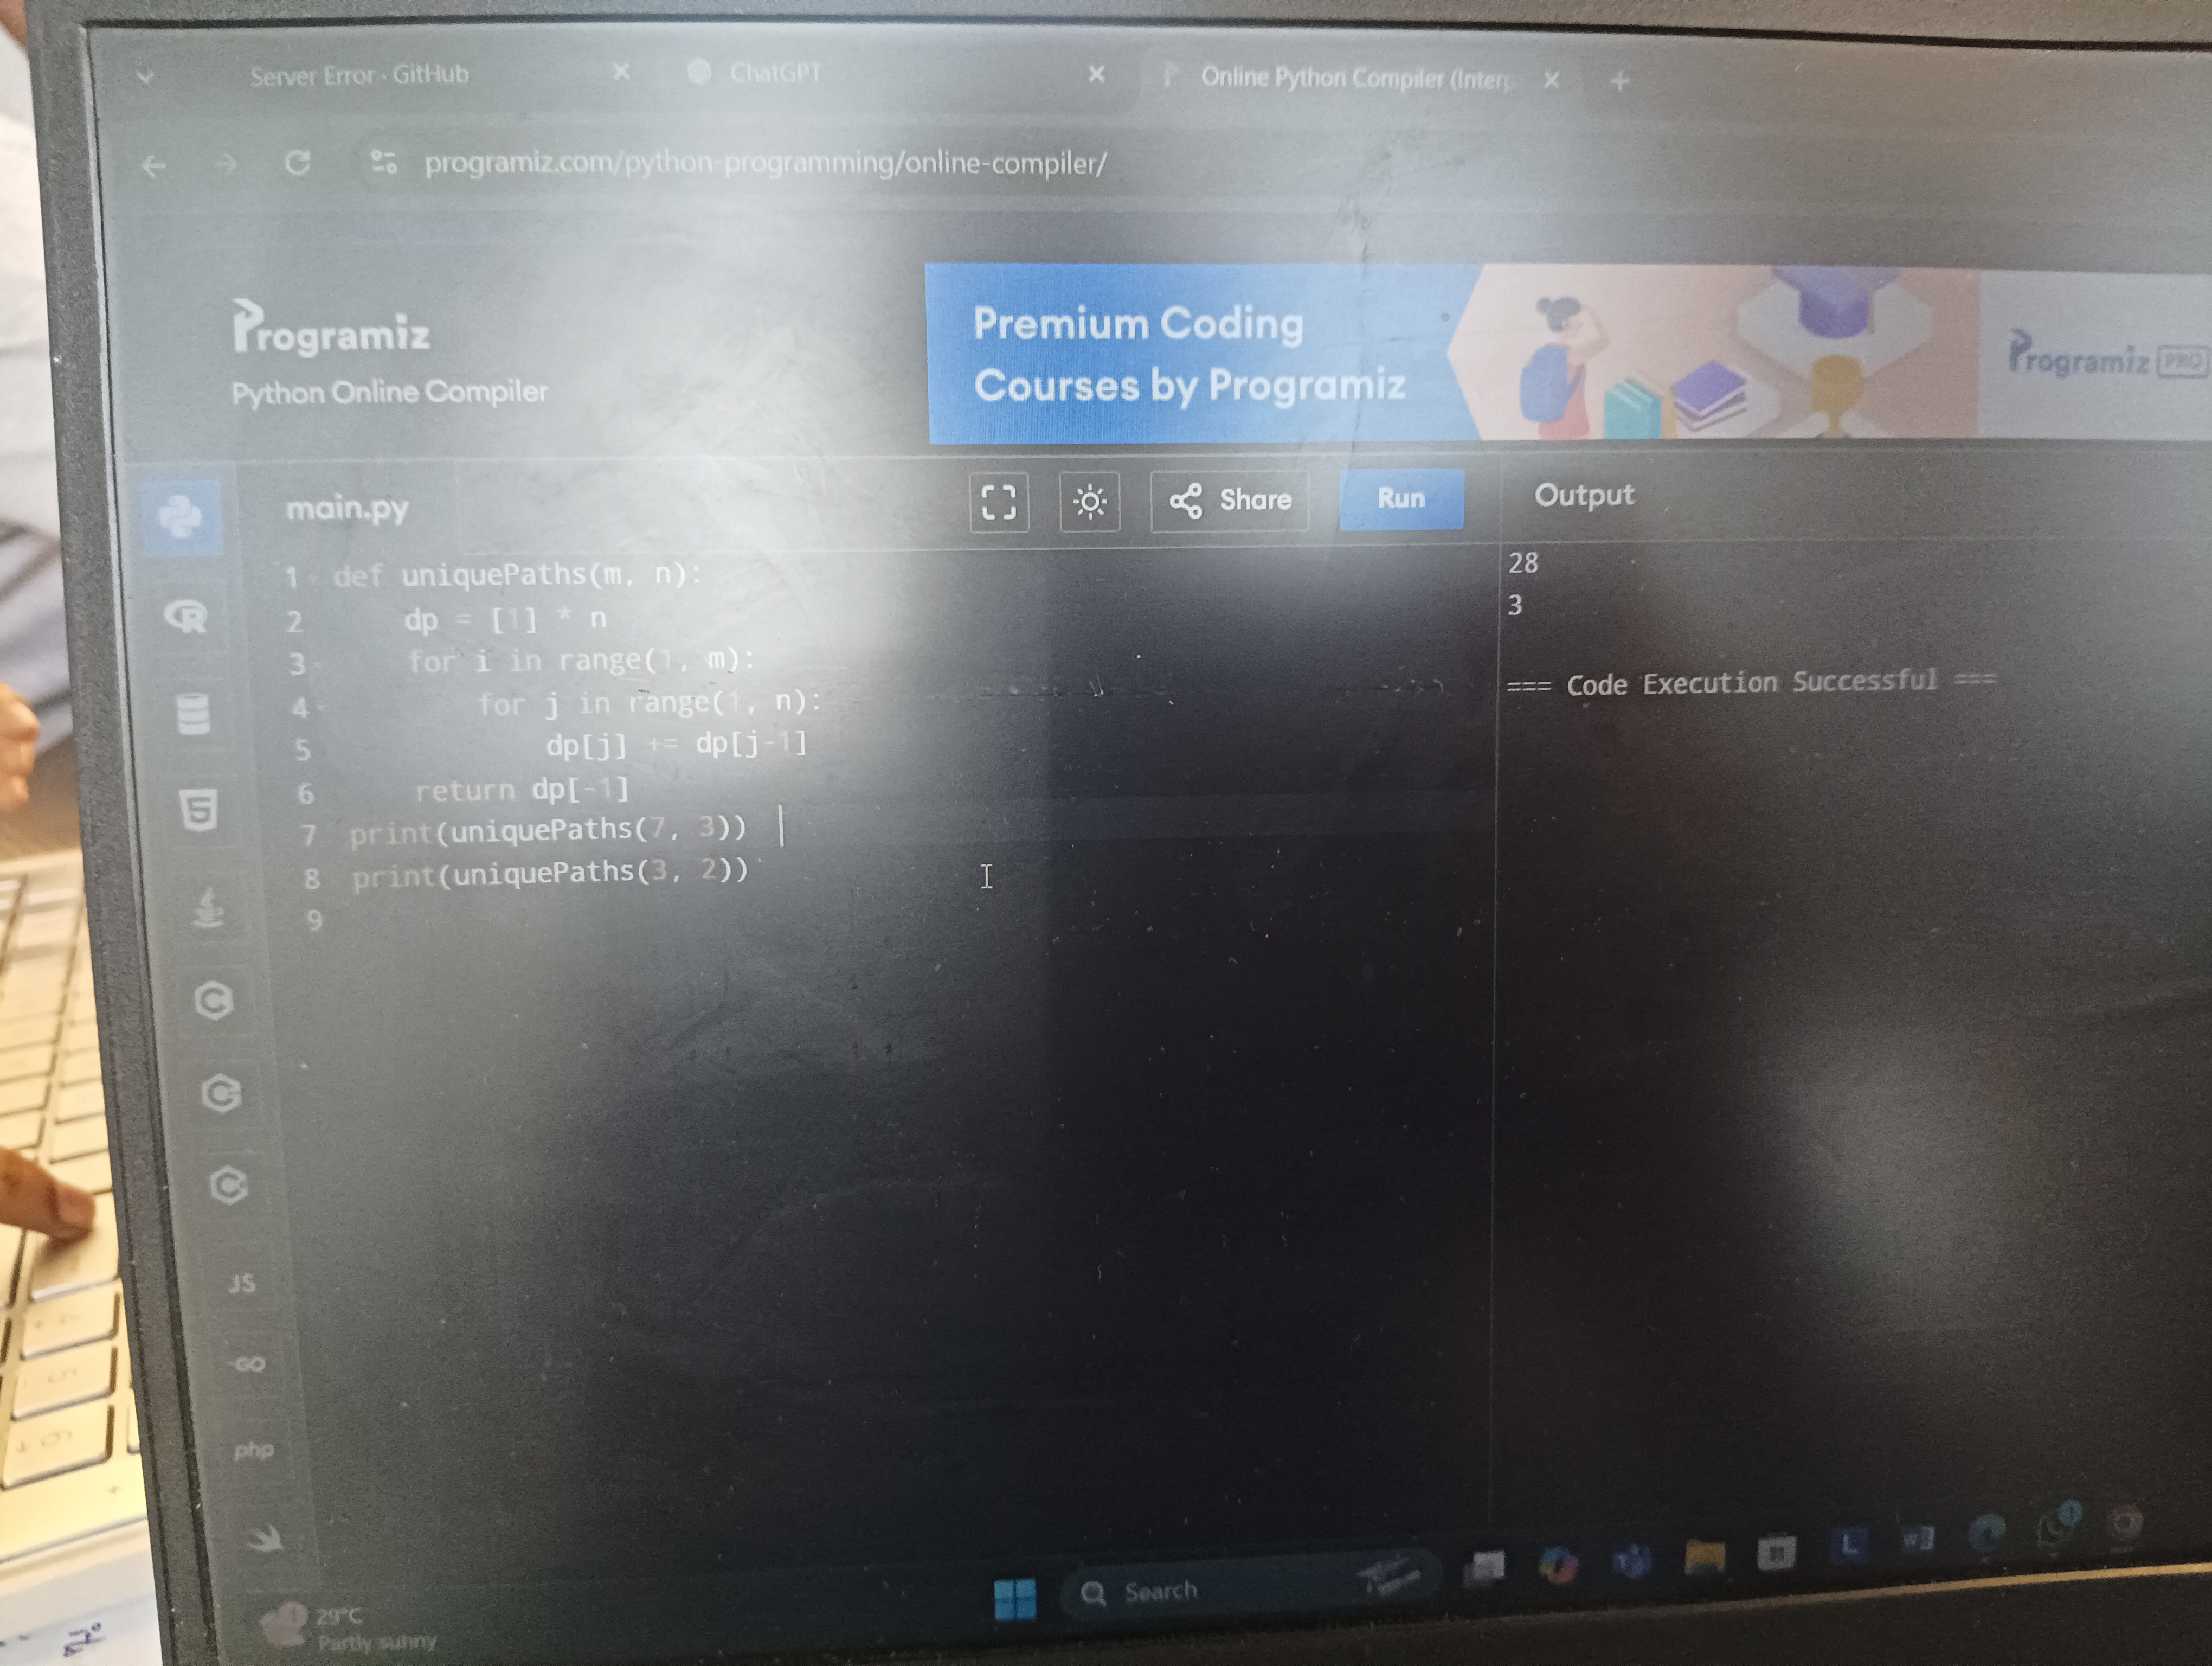 Server Error · GitHub
ChatGPT
Online Python Compiler (Interp
programiz.com/python-programming/online-compiler/
Programiz
Python Online Compiler
Premium Coding
Courses by Programiz
Programiz PRO
main.py
Share
Run
Output
1 def uniquePaths(m, n):
2     dp = [1] * n
3     for i in range(1, m):
4         for j in range(1, n):
5             dp[j] += dp[j-1]
6     return dp[-1]
7 print(uniquePaths(7, 3))
8 print(uniquePaths(3, 2))
9
28
3
=== Code Execution Successful ===
JS
GO
php
29°C
Partly sunny
Search